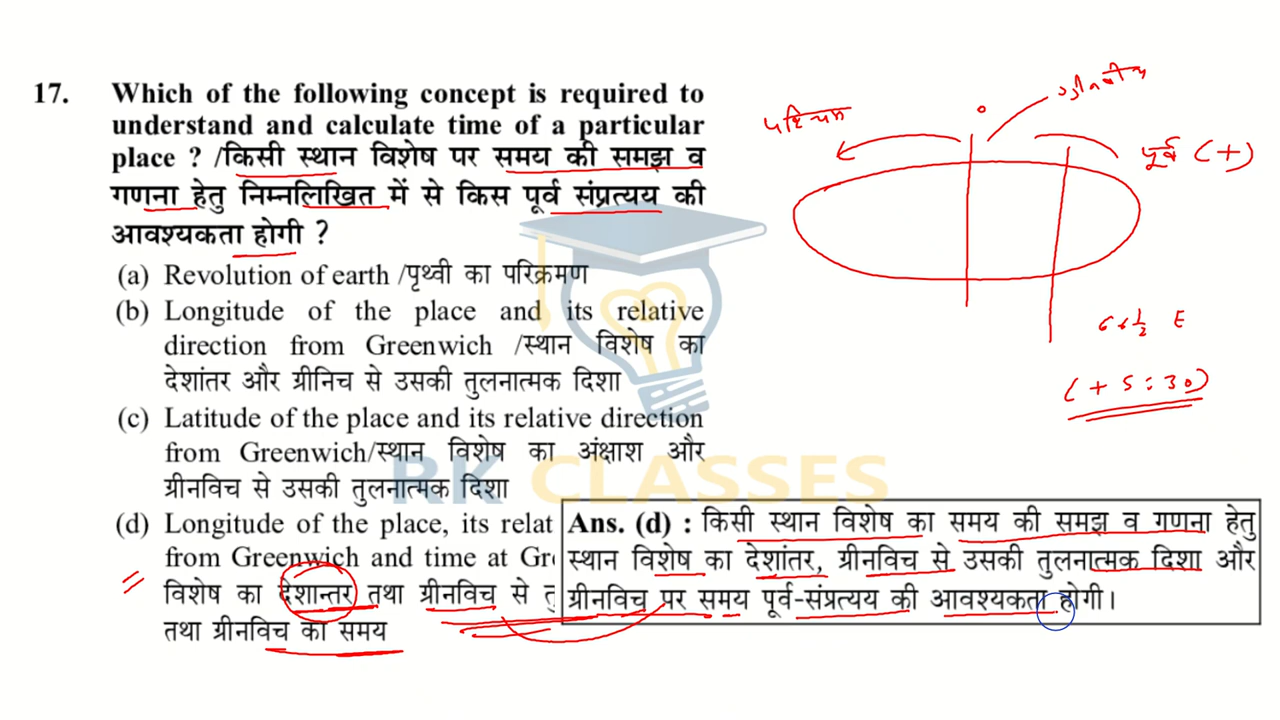 17. Which of the following concept is required to
understand and calculate time of a particular
place ? /किसी स्थान विशेष पर समय की समझ व
गणना हेतु निम्नलिखित में से किस पूर्व संप्रत्यय की
आवश्यकता होगी ?
(a) Revolution of earth /पृथ्वी का परिक्रमण
(b) Longitude of the place and its relative
direction from Greenwich /स्थान विशेष का
देशांतर और ग्रीनिच से उसकी तुलनात्मक दिशा
(c) Latitude of the place and its relative direction
from Greenwich/स्थान विशेष का अंक्षाश और
ग्रीनविच से उसकी तुलनात्मक दिशा
(d) Longitude of the place, its relat
from Greenwich and time at Gr
विशेष का देशान्तर तथा ग्रीनविच से
तथा ग्रीनविच का समय
Ans. (d) : किसी स्थान विशेष का समय की समझ व गणना हेतु
स्थान विशेष का देशांतर, ग्रीनविच से उसकी तुलनात्मक दिशा और
ग्रीनविच पर समय पूर्व-संप्रत्यय की आवश्यकता होगी।
RK CLASSES
पश्चिम
0
पूर्व (+)
E
(+ 5:30)